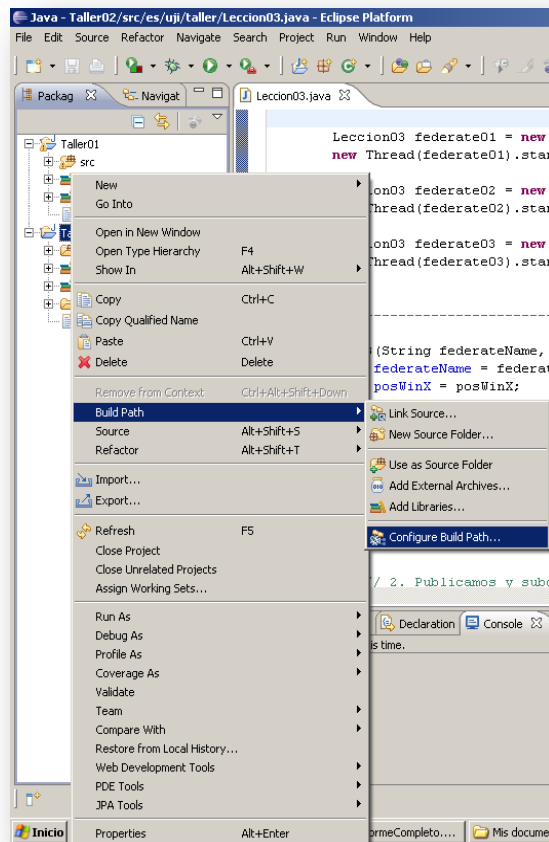 Java - Taller02/src/es/uji/taller/Leccion03.java - Eclipse Platform
File Edit Source Refactor Navigate Search Project Run Window Help
Packag Navigat
Leccion03.java
Taller01
src
Leccion03 federate01 = new
new Thread(federate01).star
ion03 federate02 = new
Thread(federate02).star
ion03 federate03 = new
Thread(federate03).star
(String federateName,
federateName = federat
posWinX = posWinX;
New
Go Into
Open in New Window
Open Type Hierarchy F4
Show In Alt+Shift+W
Copy Ctrl+C
Copy Qualified Name
Paste Ctrl+V
Delete Delete
Remove from Context Ctrl+Alt+Shift+Down
Build Path
Source Alt+Shift+S
Refactor Alt+Shift+T
Import...
Export...
Refresh F5
Close Project
Close Unrelated Projects
Assign Working Sets...
Run As
Debug As
Profile As
Coverage As
Validate
Team
Compare With
Restore from Local History...
Web Development Tools
PDE Tools
JPA Tools
Properties Alt+Enter
Link Source...
New Source Folder...
Use as Source Folder
Add External Archives...
Add Libraries...
Configure Build Path...
// 2. Publicamos y subc
Declaration Console
is time.
Inicio
ormeCompleto....
Mis docume